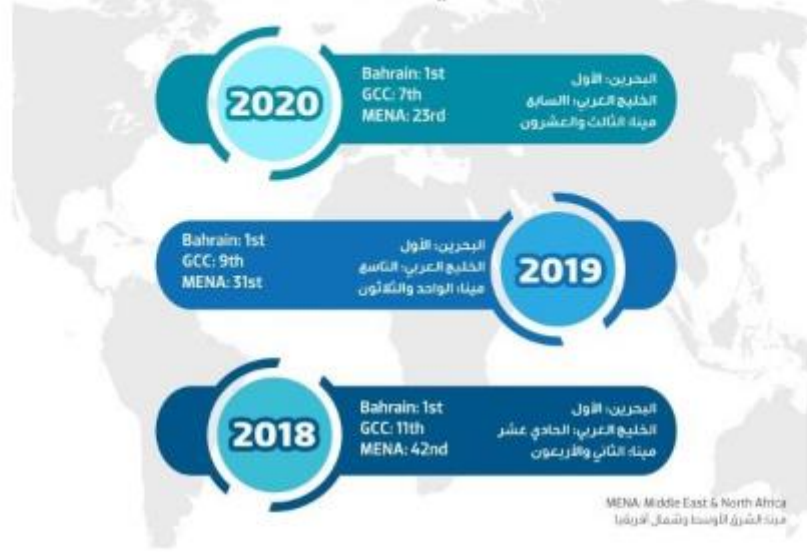 2020
Bahrain: 1st
GCC: 7th
MENA: 23rd
البحرين: الأول
الخليج العربي: االسابع
مينا: الثالث والعشرون
Bahrain: 1st
GCC: 9th
MENA: 31st
البحرين: الأول
الخليج العربي: التاسع
مينا: الواحد والثلاثون
2019
2018
Bahrain: 1st
GCC: 11th
MENA: 42nd
البحرين: الأول
الخليج العربي: الحادي عشر
مينا: الثاني والأربعون
MENA: Middle East & North Africa
مينا: الشرق الأوسط وشمال أفريقيا